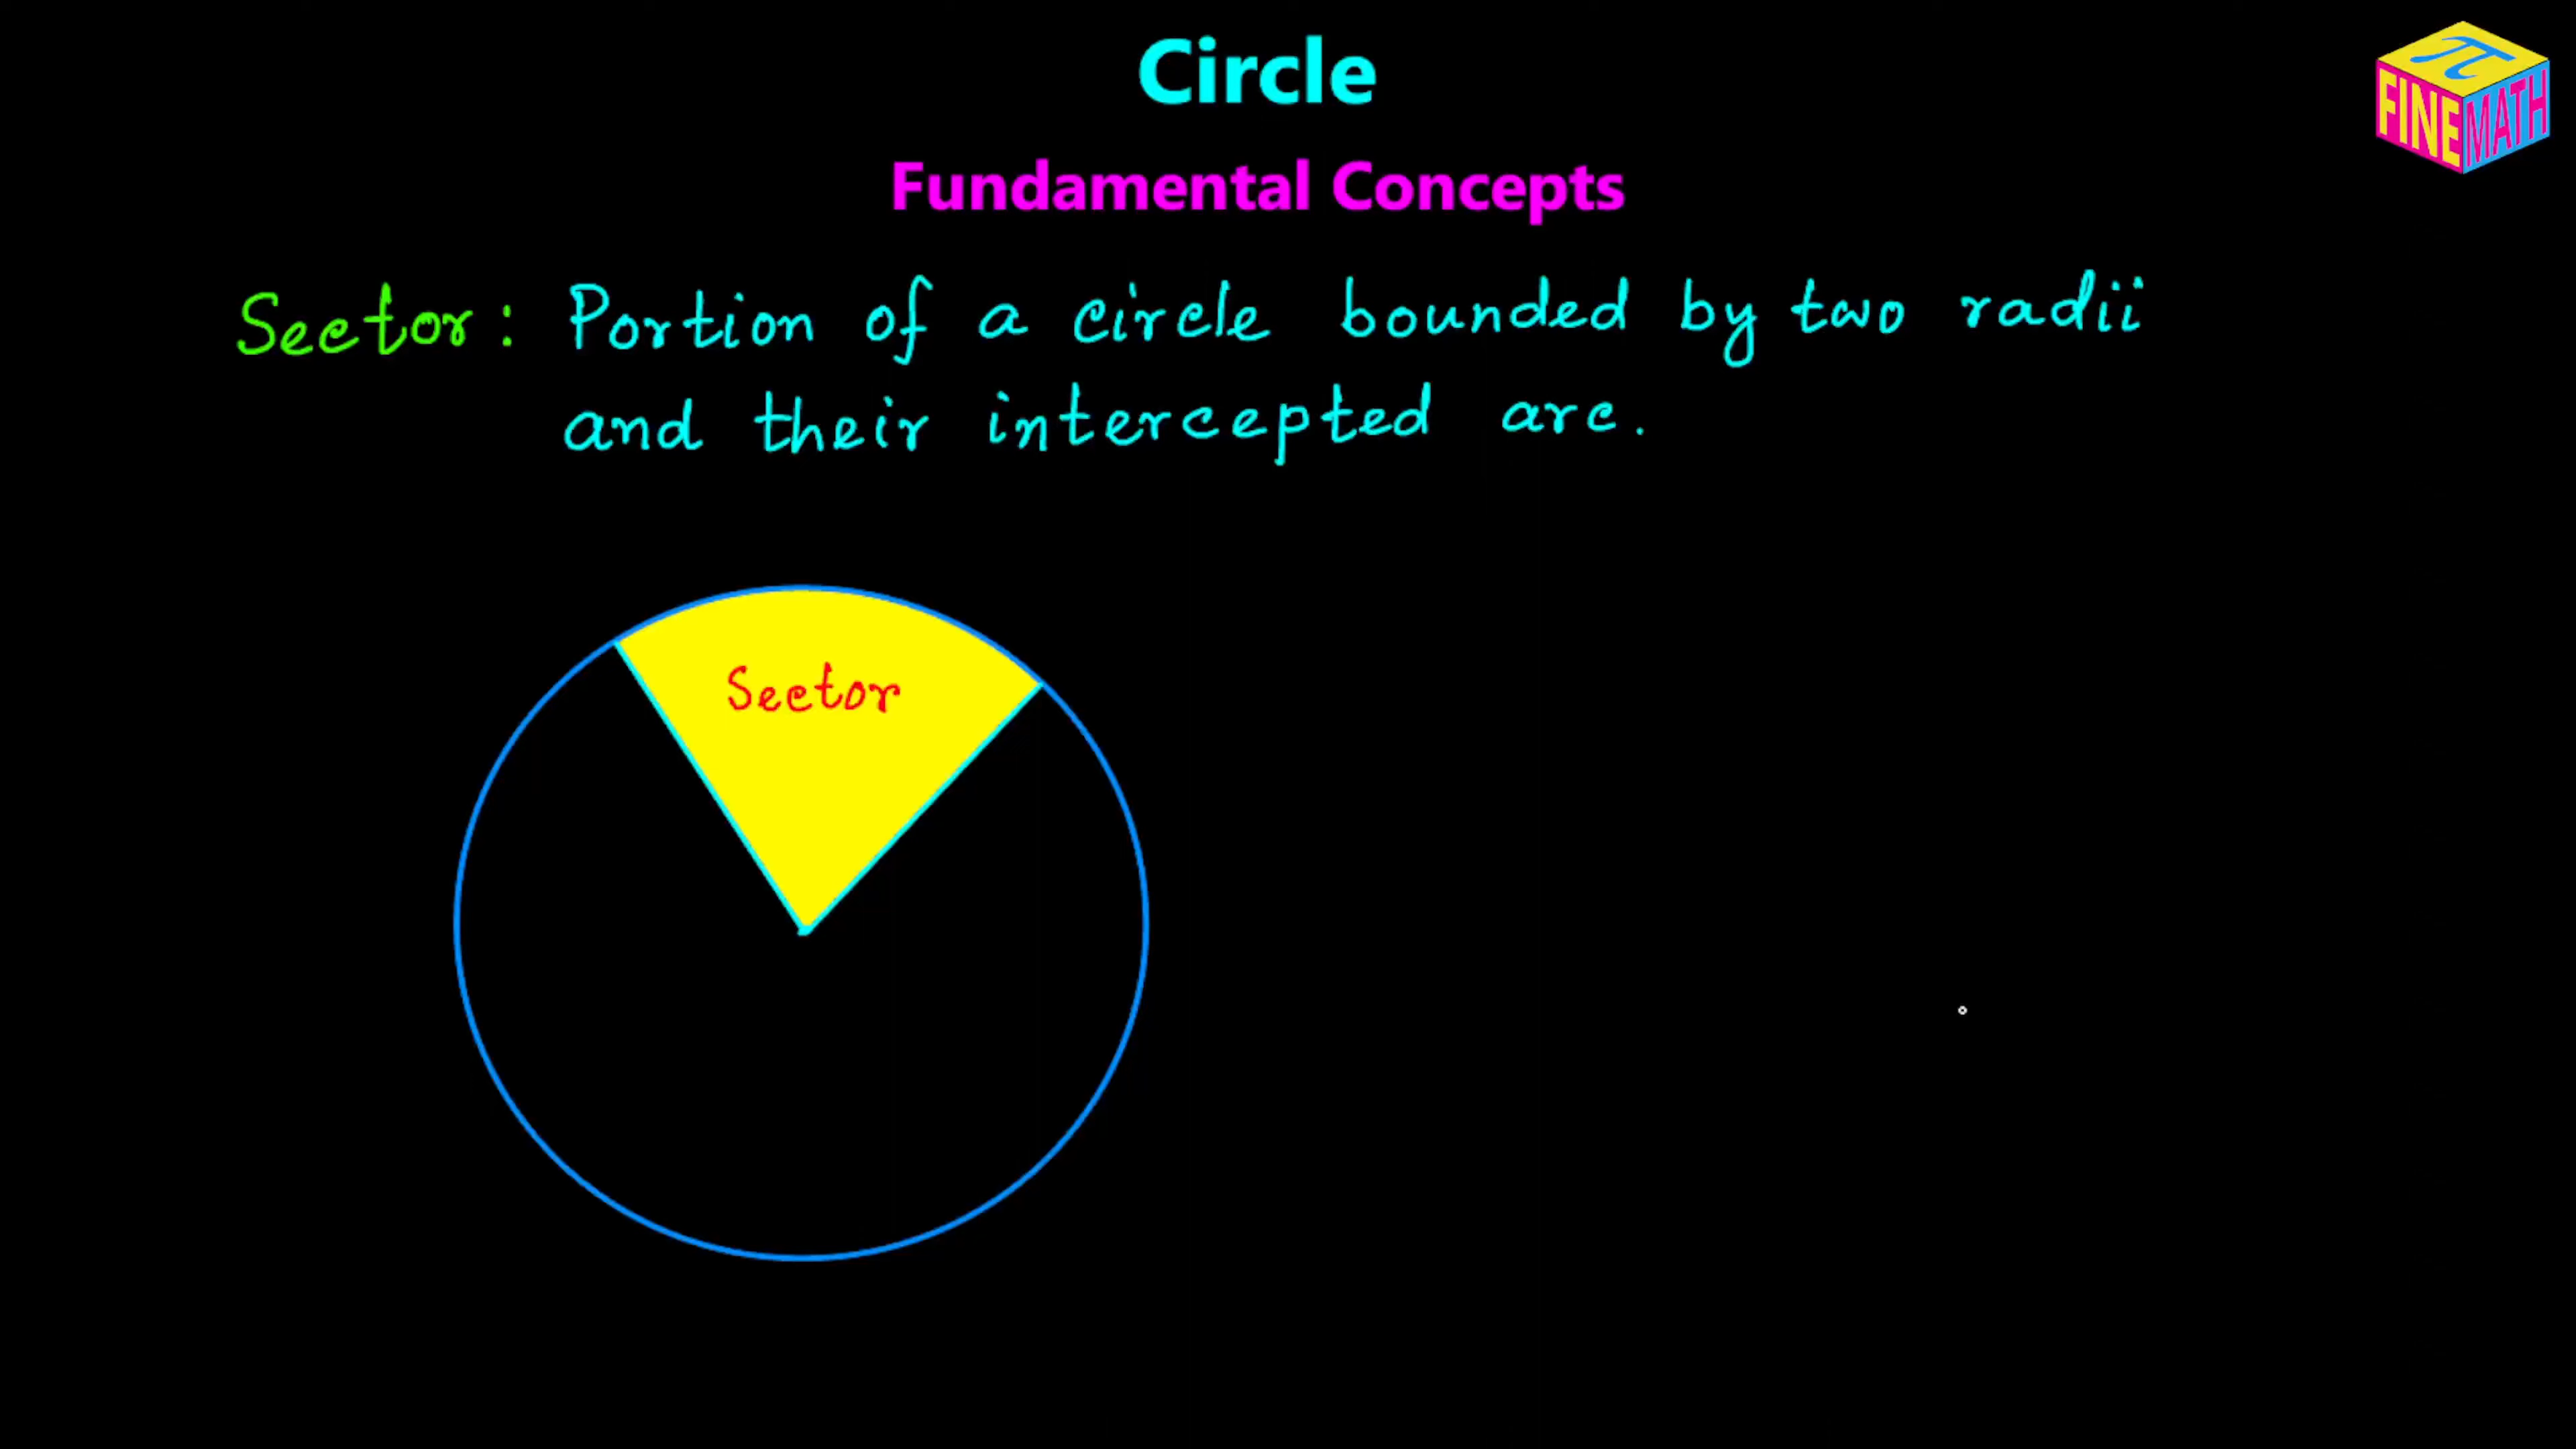 Circle
π
FINE MATH
Fundamental Concepts
Sector: Portion of a circle bounded by two radii
and their intercepted arc.
Sector